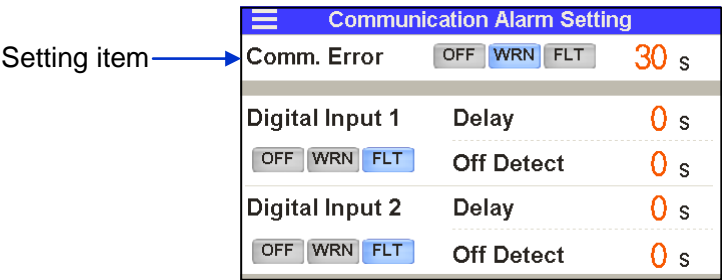 Communication Alarm Setting
Setting item
Comm. Error OFF WRN FLT 30 s
Digital Input 1 Delay 0 s
OFF WRN FLT Off Detect 0 s
Digital Input 2 Delay 0 s
OFF WRN FLT Off Detect 0 s